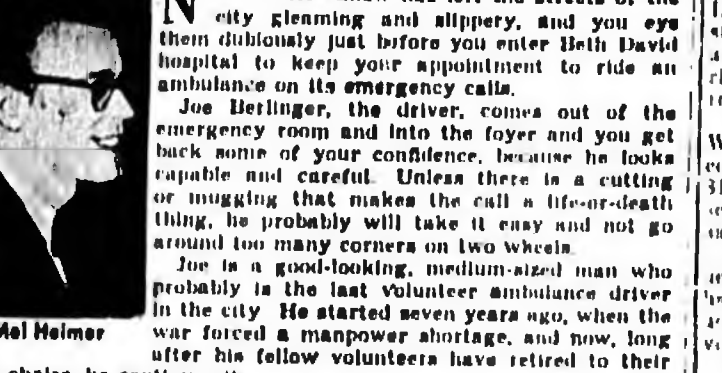 city gleaming and slippery, and you eye
them dubiously just before you enter Beth David
hospital to keep your appointment to ride an
ambulance on its emergency calls.
Joe Berlinger, the driver, comes out of the
emergency room and into the foyer and you get
back some of your confidence, because he looks
capable and careful. Unless there is a cutting
or mugging that makes the call a life-or-death
thing, he probably will take it easy and not go
around too many corners on two wheels.
Joe is a good-looking, medium-sized man who
probably is the last volunteer ambulance driver
in the city. He started seven years ago, when the
war forced a manpower shortage, and now, long
after his fellow volunteers have retired to their
Mel Heimer